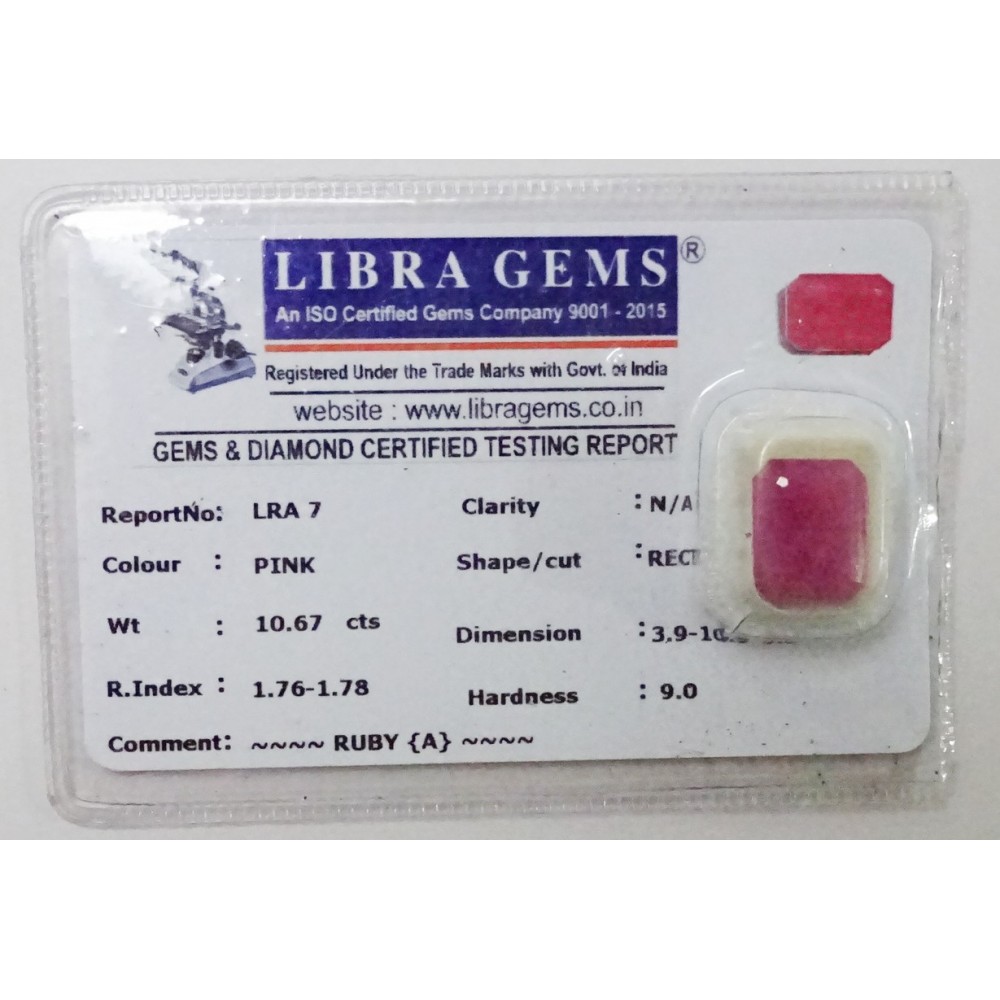 LIBRA GEMS ®
An ISO Certified Gems Company 9001 - 2015
Registered Under the Trade Marks with Govt. of India
website : www.libragems.co.in
GEMS & DIAMOND CERTIFIED TESTING REPORT
ReportNo: LRA 7 Clarity : N/A
Colour : PINK Shape/cut :
Wt : 10.67 cts Dimension : 3.9-
R.Index : 1.76-1.78 Hardness : 9.0
Comment: ~~~~ RUBY {A} ~~~~